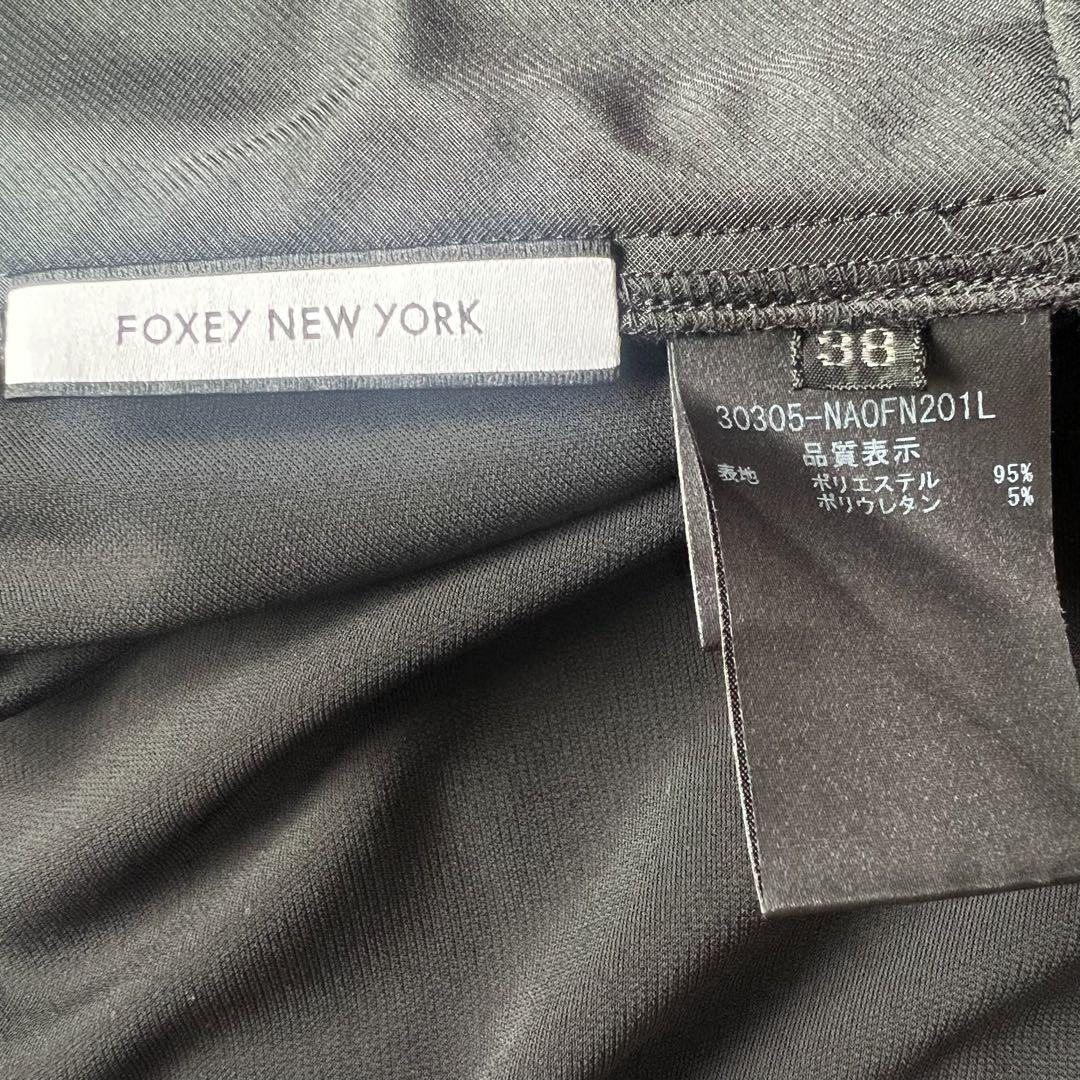 FOXEY NEW YORK
38
30305-NAOFN201L
品質表示
表地 ポリエステル 95%
ポリウレタン 5%